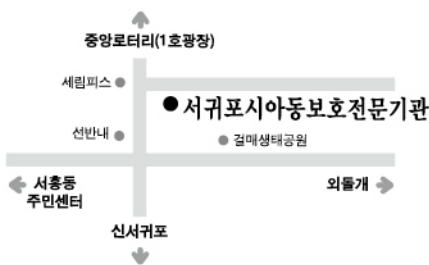 중앙로터리(1호광장)
세림피스
서귀포시아동보호전문기관
선반내
걸매생태공원
서홍동
주민센터
외돌개
신서귀포